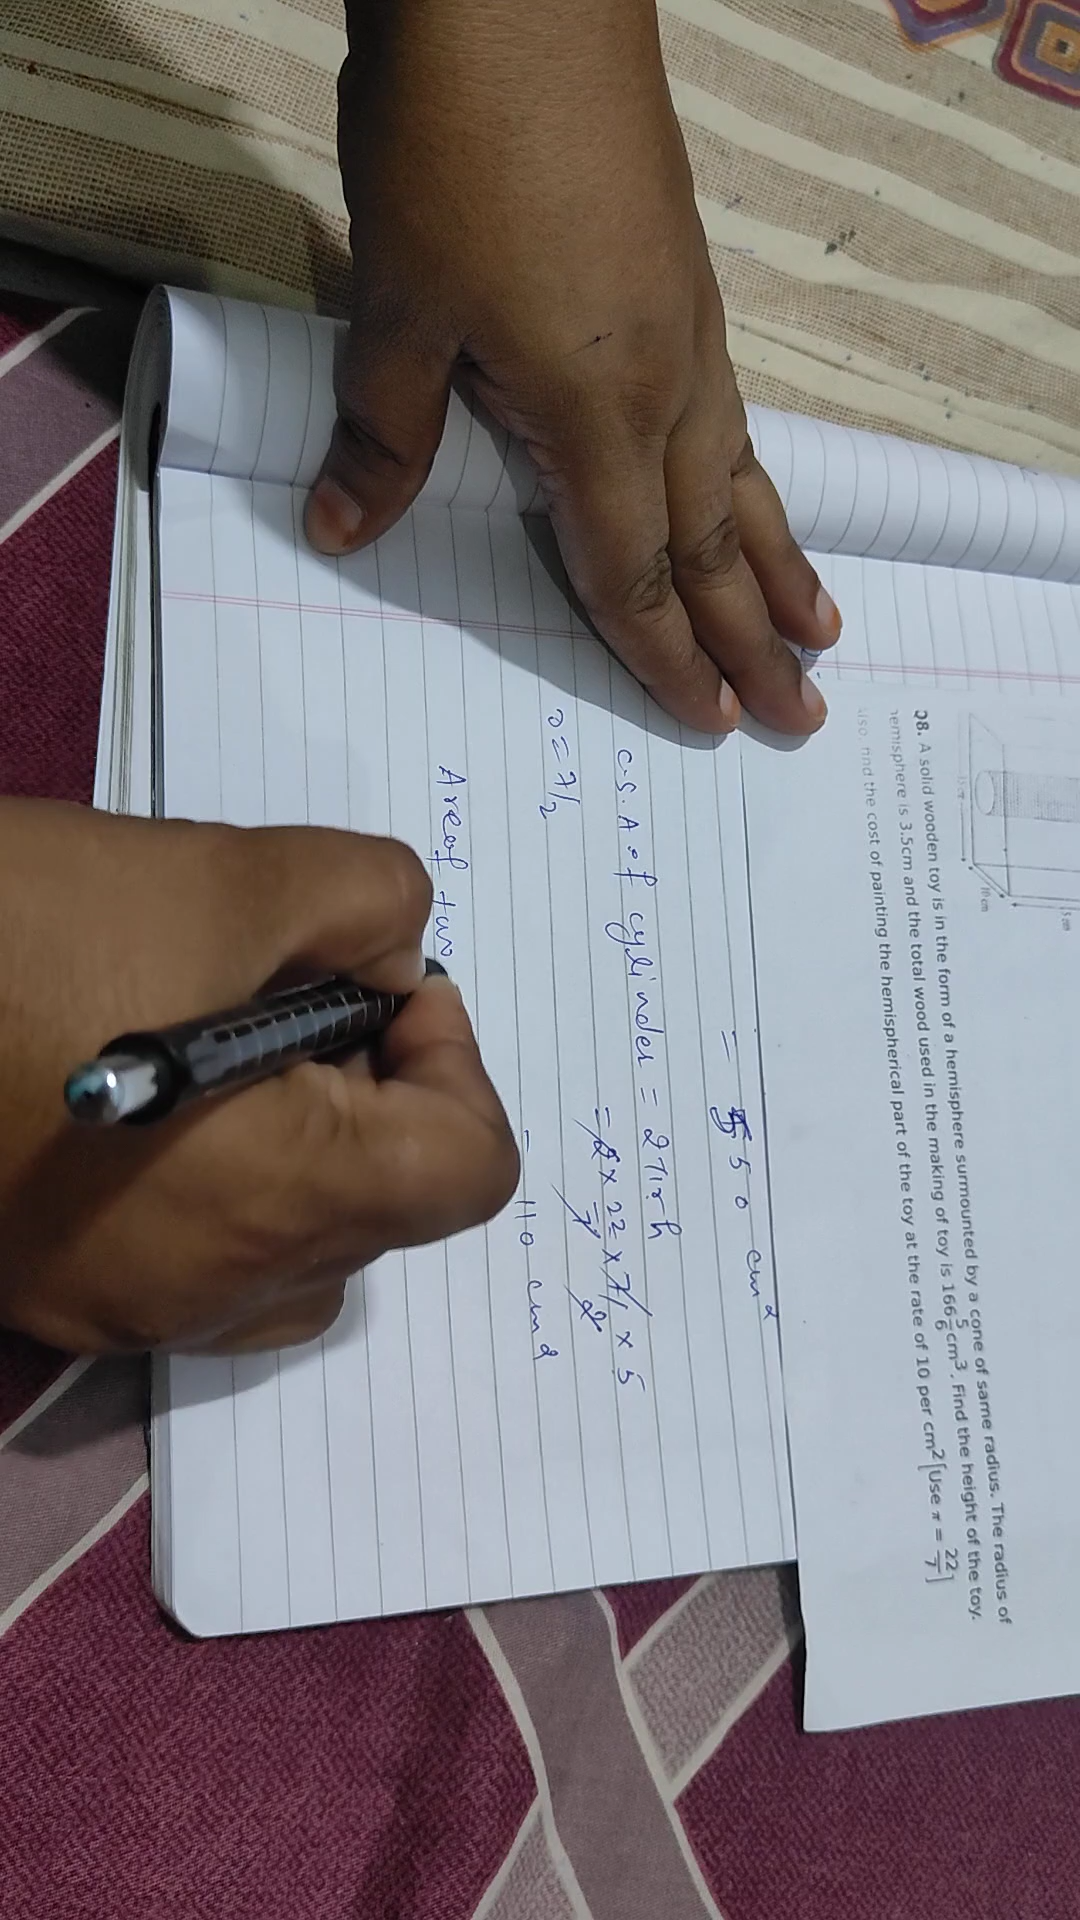 5 cm
10 cm
Q8. A solid wooden toy is in the form of a hemisphere surmounted by a cone of same radius. The radius of
hemisphere is 3.5cm and the total wood used in the making of toy is 166 5/6 cm³. Find the height of the toy.
Also, find the cost of painting the hemispherical part of the toy at the rate of 10 per cm² [Use π = 22/7]
= 550 cm²
C.S.A of cylinder = 2πrh
= 2 × 22/7 × 7/2 × 5
r = 7/2
= 110 cm²
Area of two